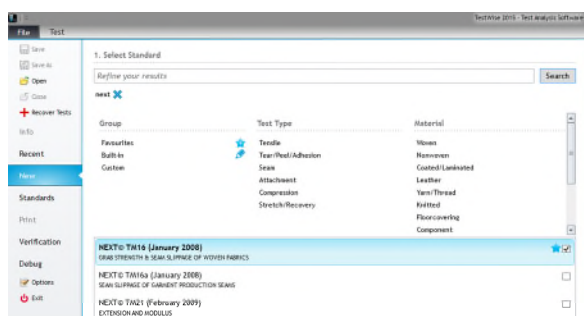 TestWise 2015 - Test Analysis Software
File Test
Save
Save As
Open
Close
Recover Tests
Info
Recent
New
Standards
Print
Verification
Debug
Options
Exit
1. Select Standard
Refine your results
Search
next
Group
Favourites
Built-in
Custom
Test Type
Tensile
Tear/Peel/Adhesion
Seam
Attachment
Compression
Stretch/Recovery
Material
Woven
Nonwoven
Coated/Laminated
Leather
Yarn/Thread
Knitted
Floorcovering
Component
NEXT© TM16 (January 2008)
GRAB STRENGTH & SEAM SLIPPAGE OF WOVEN FABRICS
NEXT© TM16a (January 2008)
SEAM SLIPPAGE OF GARMENT PRODUCTION SEAMS
NEXT© TM21 (February 2009)
EXTENSION AND MODULUS